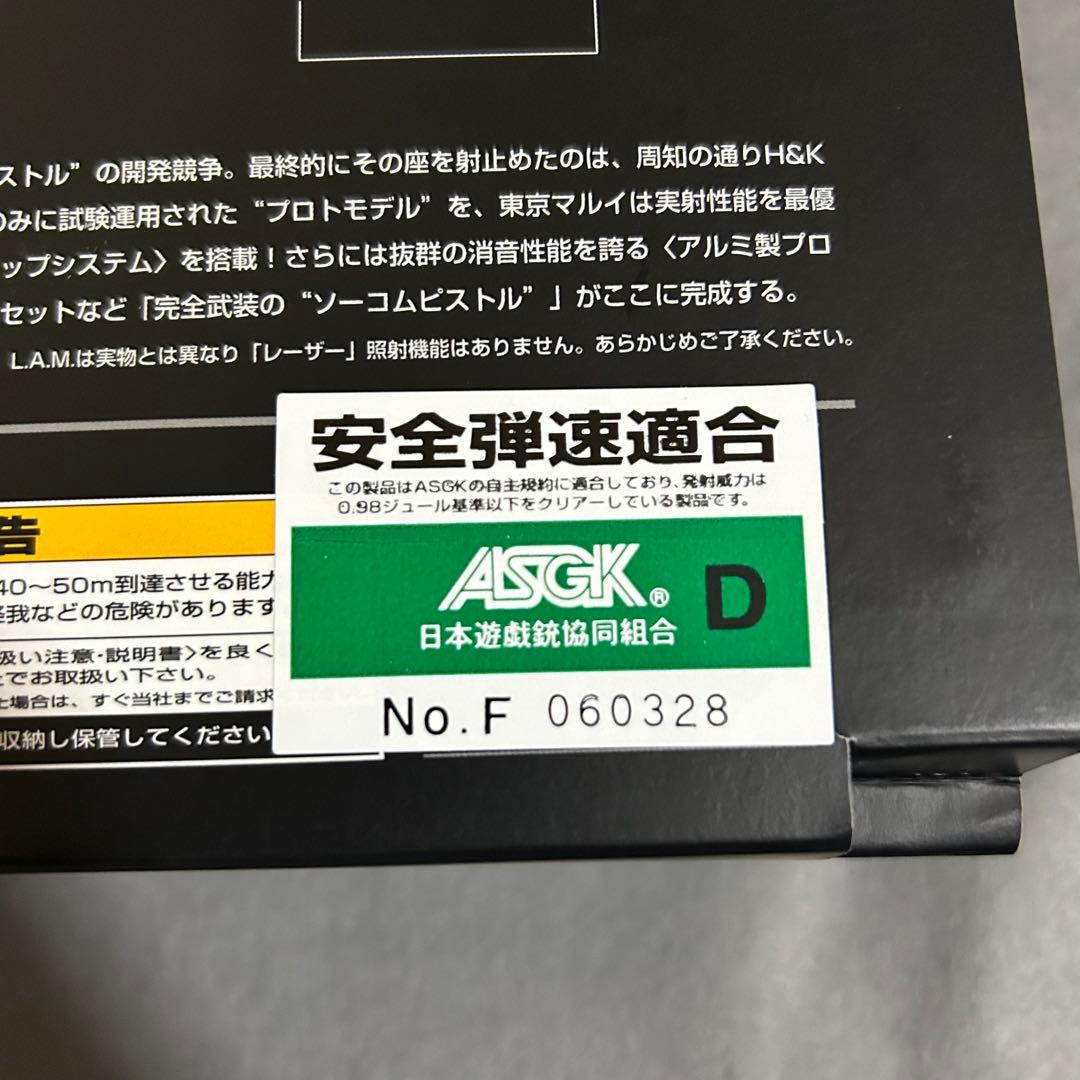 ストル”の開発競争。最終的にその座を射止めたのは、周知の通りH&K
のみに試験運用された“プロトモデル”を、東京マルイは実射性能を最優
ップシステム〉を搭載！さらには抜群の消音性能を誇る〈アルミ製プロ
セットなど「完全武装の“ソーコムピストル”」がここに完成する。
L.A.M.は実物とは異なり「レーザー」照射機能はありません。あらかじめご了承ください。
安全弾速適合
この製品はASGKの自主規約に適合しており、発射威力は
0.98ジュール基準以下をクリアーしている製品です。
ASGK® D
日本遊戯銃協同組合
No.F 060328
告
40〜50m到達させる能力
怪我などの危険があります
扱い注意・説明書>を良く
でお取扱い下さい。
場合は、すぐ当社までご請求
収納し保管してください